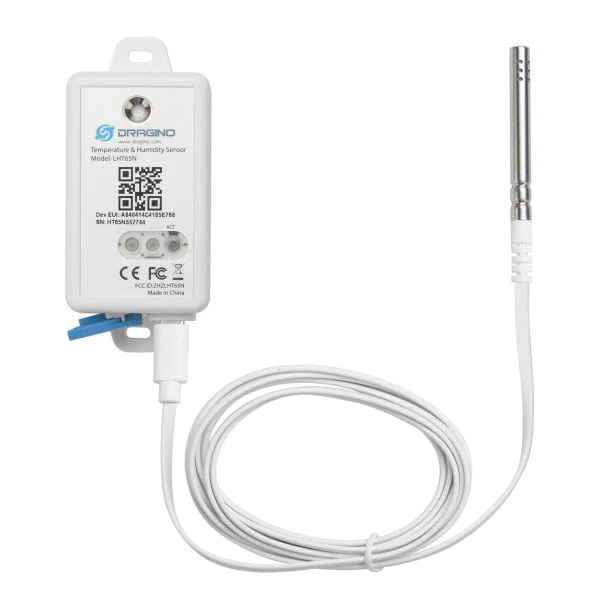 DRAGINO
www.dragino.com
Temperature & Humidity Sensor
Model: LHT65N
Dev EUI: A840414C4185E768
SN: HT65N552744
ACT
CE FC
FCC ID:ZHZLHT65N
Made In China